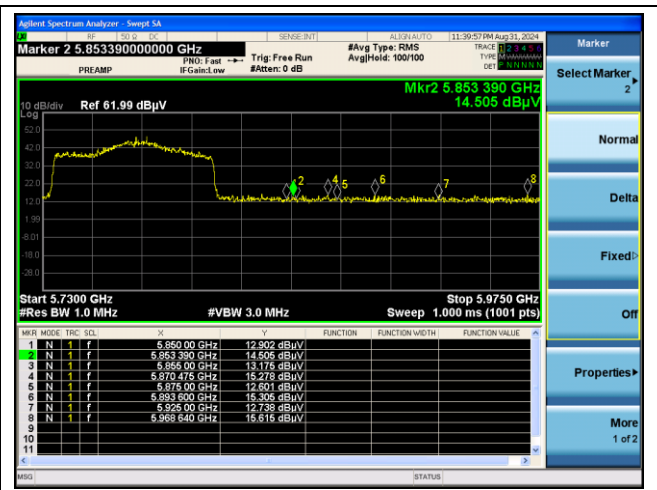 Agilent Spectrum Analyzer - Swept SA
RF 50 Ω DC SENSE:INT ALIGN AUTO 11:39:57 PM Aug 31, 2024
Marker 2 5.853390000000 GHz
PNO: Fast
IFGain:Low
Trig: Free Run
#Atten: 0 dB
#Avg Type: RMS
Avg|Hold: 100/100
TRACE 1 2 3 4 5 6
TYPE
DET P N N N N N
PREAMP
Mkr2 5.853 390 GHz
14.505 dBµV
10 dB/div Ref 61.99 dBµV
Log
52.0
42.0
32.0
22.0
12.0
1.99
-8.01
-18.0
-28.0
2 4 5 6 7 8
Start 5.7300 GHz Stop 5.9750 GHz
#Res BW 1.0 MHz #VBW 3.0 MHz Sweep 1.000 ms (1001 pts)
MKR MODE TRC SCL X Y FUNCTION FUNCTION WIDTH FUNCTION VALUE
1 N 1 f 5.850 00 GHz 12.902 dBµV
2 N 1 f 5.853 390 GHz 14.505 dBµV
3 N 1 f 5.855 00 GHz 13.175 dBµV
4 N 1 f 5.870 475 GHz 15.278 dBµV
5 N 1 f 5.875 00 GHz 12.601 dBµV
6 N 1 f 5.893 600 GHz 15.305 dBµV
7 N 1 f 5.925 00 GHz 12.738 dBµV
8 N 1 f 5.968 640 GHz 15.615 dBµV
9
10
11
MSG STATUS
Marker
Select Marker
2
Normal
Delta
Fixed
Off
Properties
More
1 of 2